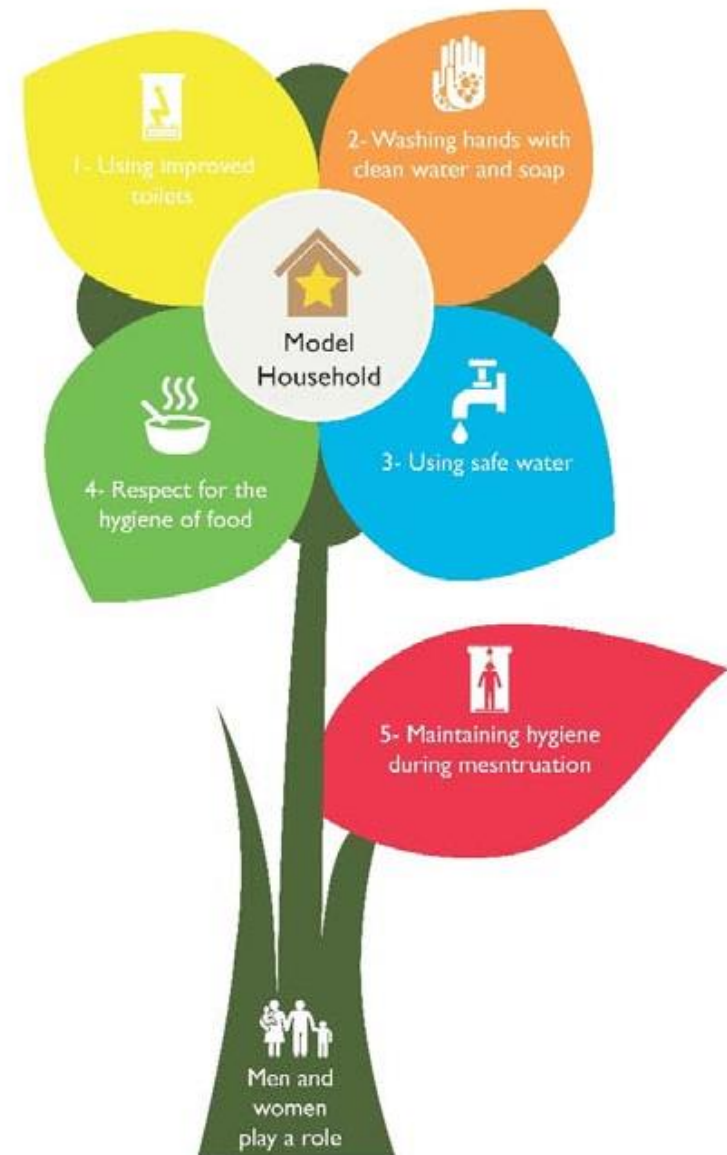 1- Using improved
toilets
2- Washing hands with
clean water and soap
Model
Household
4- Respect for the
hygiene of food
3- Using safe water
5- Maintaining hygiene
during mesntruation
Men and
women
play a role